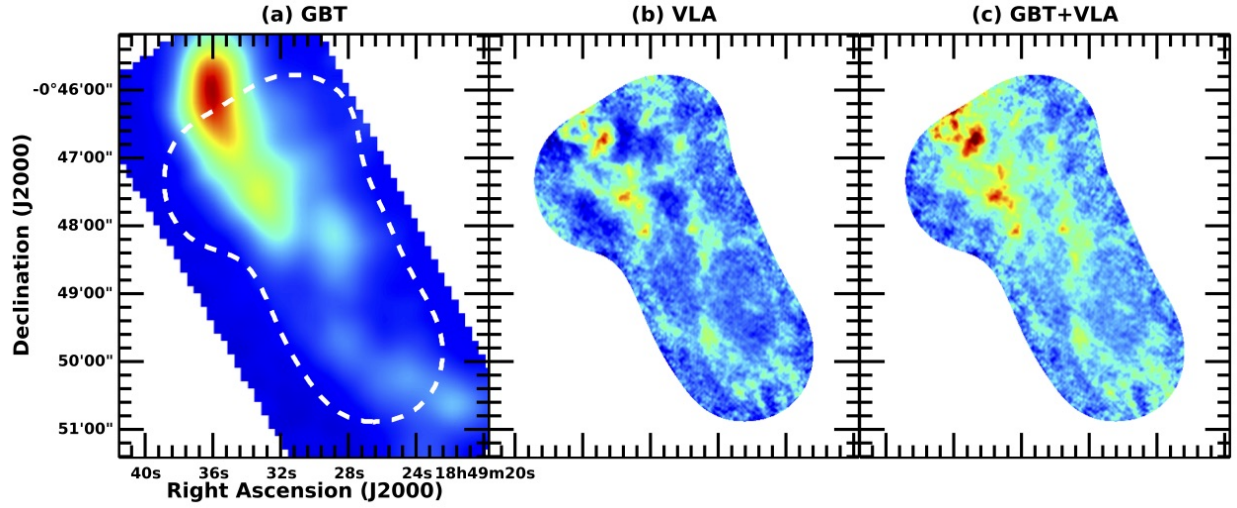 (a) GBT (b) VLA (c) GBT+VLA
-0°46'00"
47'00"
48'00"
49'00"
50'00"
51'00"
Declination (J2000)
40s 36s 32s 28s 24s 18h49m20s
Right Ascension (J2000)